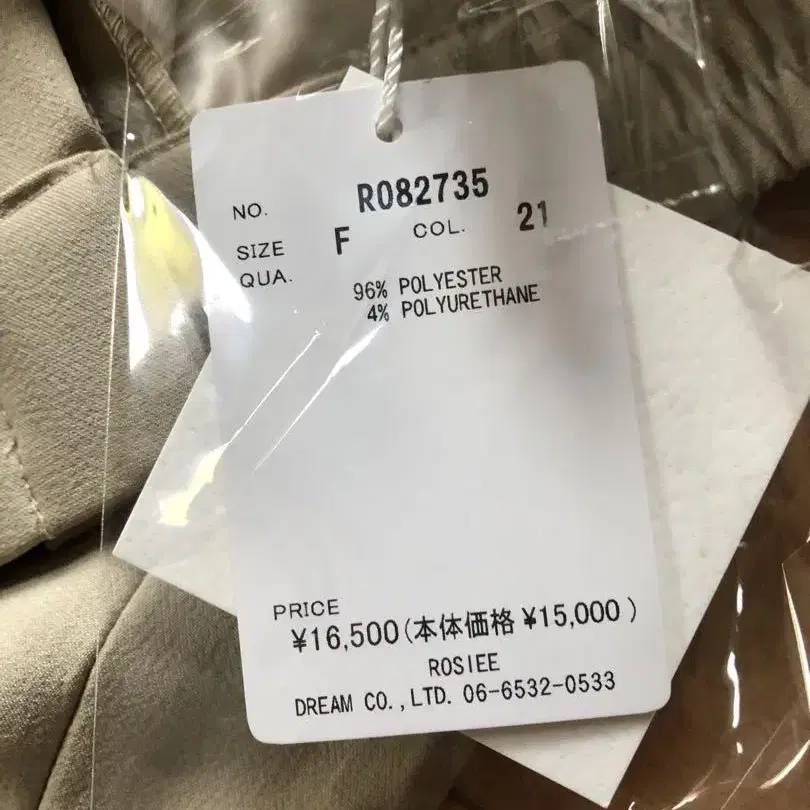 NO. R082735
SIZE F COL. 21
QUA. 96% POLYESTER
4% POLYURETHANE
PRICE
¥16,500(本体価格 ¥15,000)
ROSIEE
DREAM CO.,LTD. 06-6532-0533